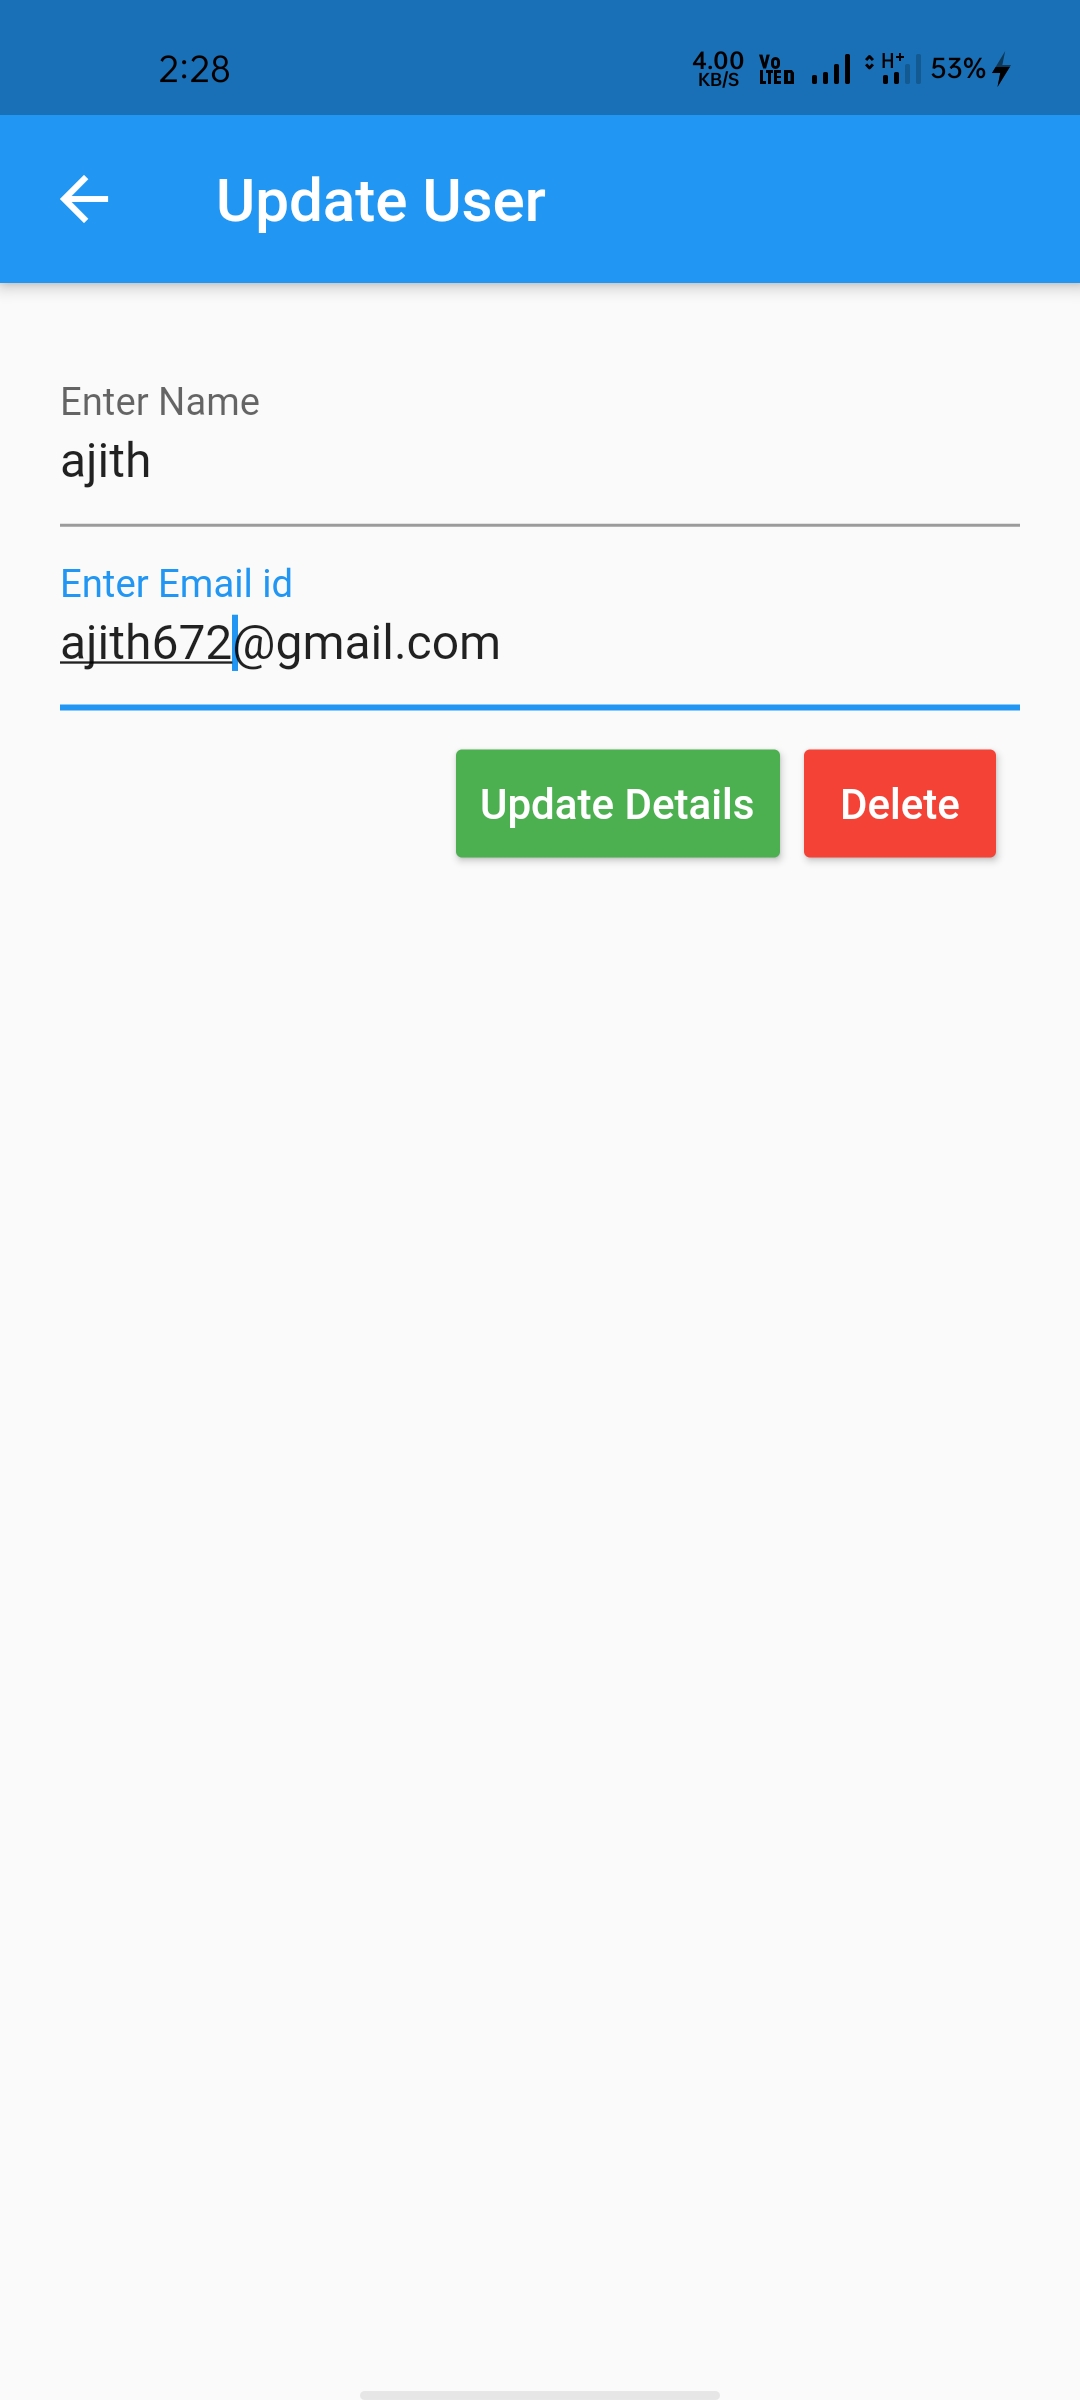 2:28 4.00 KB/S Vo LTE D H+ 53%
Update User
Enter Name
ajith
Enter Email id
ajith672@gmail.com
Update Details Delete